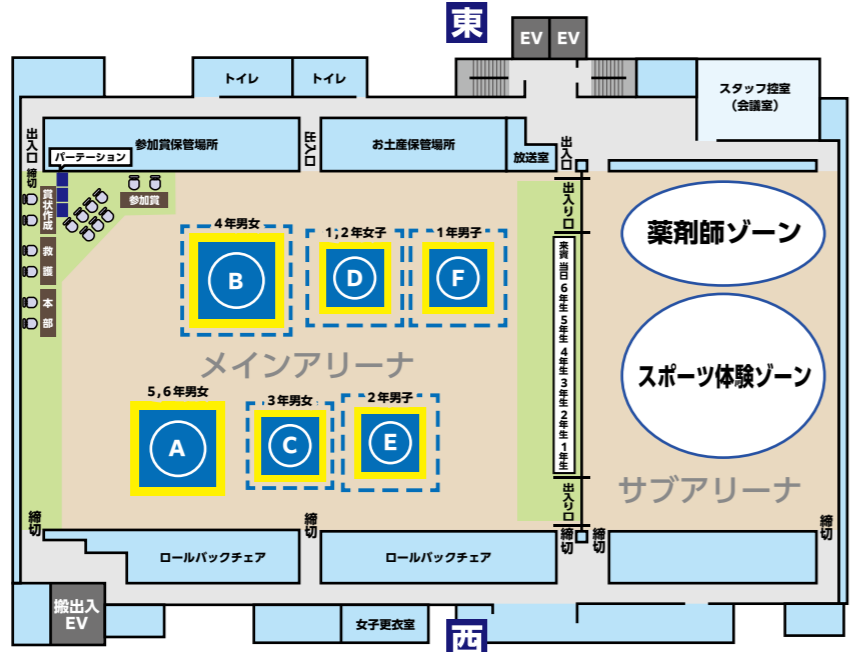 東
EV EV
トイレ
トイレ
スタッフ控室
（会議室）
出入口
参加賞保管場所
出入口
お土産保管場所
放送室
出入口
パーテーション
締切
賞状作成
参加賞
救護
本部
4年男女
B
1,2年女子
D
1年男子
F
メインアリーナ
5,6年男女
A
3年男女
C
2年男子
E
出入り口
来賓 当日 6年生 5年生 4年生 3年生 2年生 1年生
出入り口
薬剤師ゾーン
スポーツ体験ゾーン
サブアリーナ
締切
締切
締切
締切
締切
ロールバックチェア
ロールバックチェア
搬出入
EV
女子更衣室
西